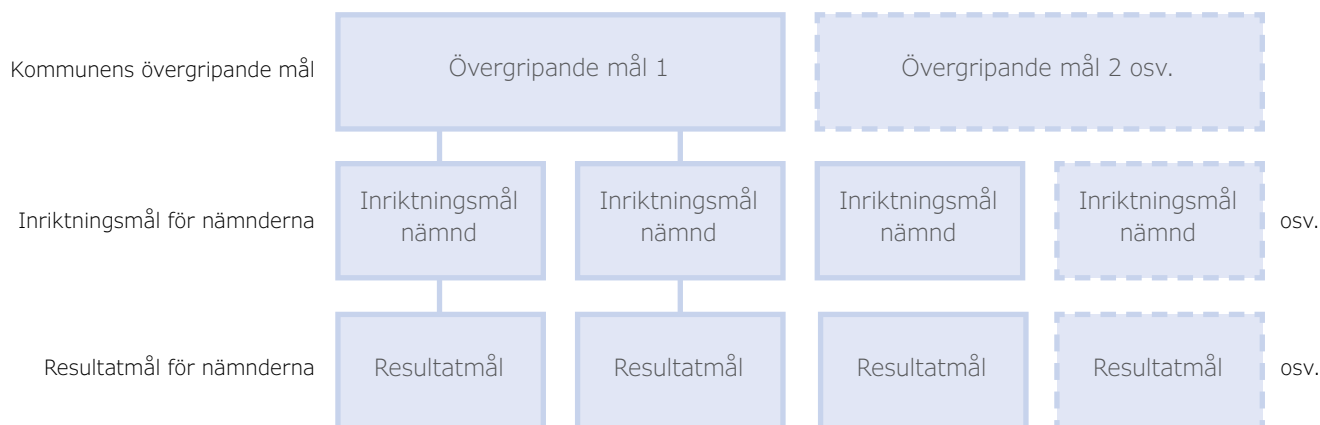 Kommunens övergripande mål
Övergripande mål 1
Övergripande mål 2 osv.
Inriktningsmål för nämnderna
Inriktningsmål
nämnd
Inriktningsmål
nämnd
Inriktningsmål
nämnd
Inriktningsmål
nämnd
osv.
Resultatmål för nämnderna
Resultatmål
Resultatmål
Resultatmål
Resultatmål
osv.